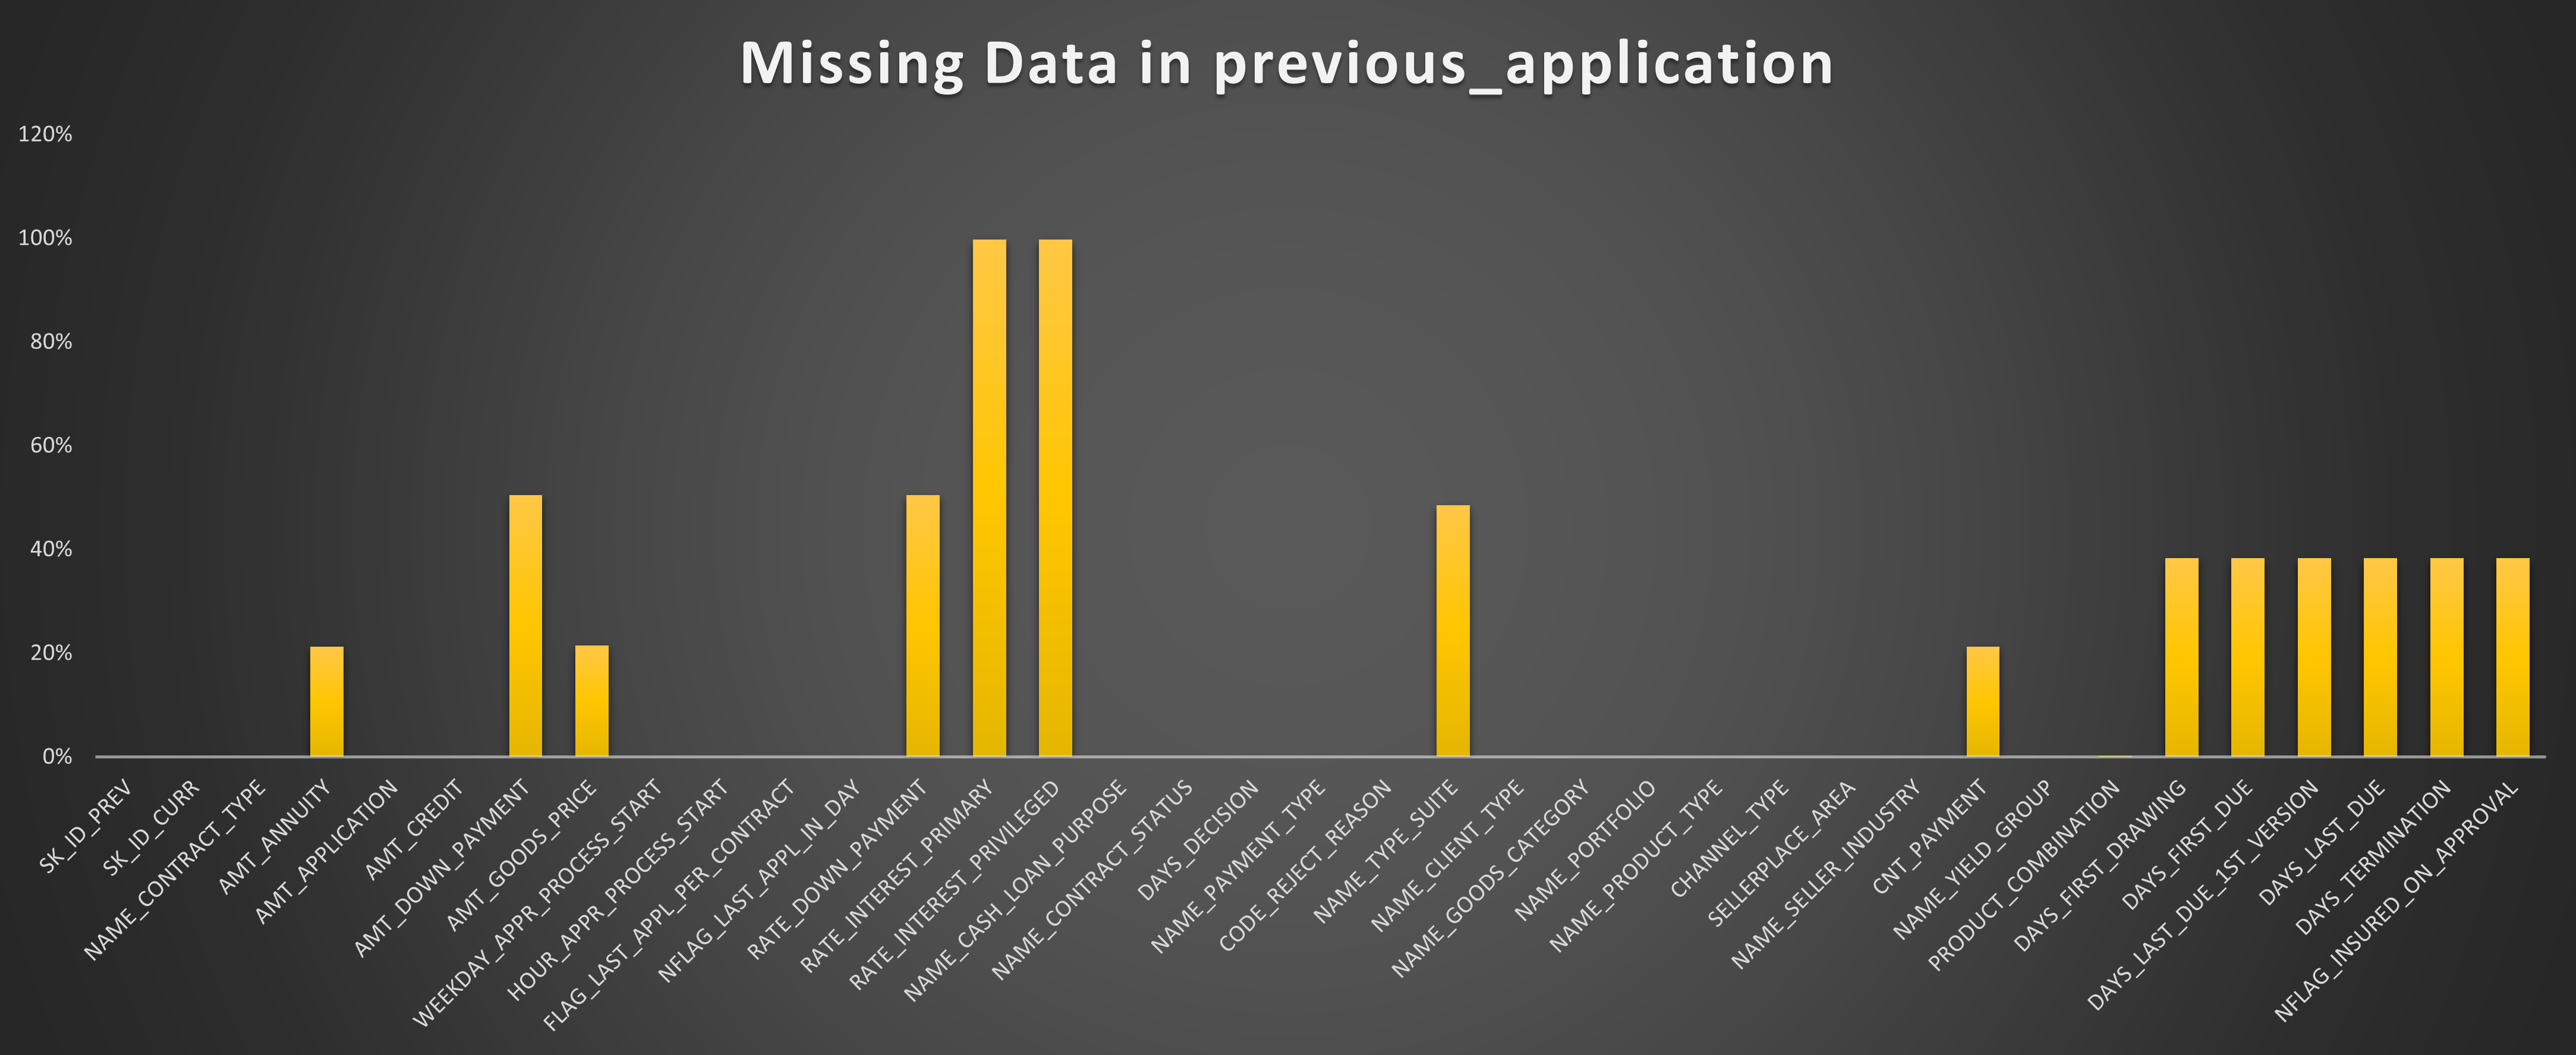 Missing Data in previous_application
120%
100%
80%
60%
40%
20%
0%
SK_ID_PREV
SK_ID_CURR
NAME_CONTRACT_TYPE
AMT_ANNUITY
AMT_APPLICATION
AMT_CREDIT
AMT_DOWN_PAYMENT
AMT_GOODS_PRICE
WEEKDAY_APPR_PROCESS_START
HOUR_APPR_PROCESS_START
FLAG_LAST_APPL_PER_CONTRACT
NFLAG_LAST_APPL_IN_DAY
RATE_DOWN_PAYMENT
RATE_INTEREST_PRIMARY
RATE_INTEREST_PRIVILEGED
NAME_CASH_LOAN_PURPOSE
NAME_CONTRACT_STATUS
DAYS_DECISION
NAME_PAYMENT_TYPE
CODE_REJECT_REASON
NAME_TYPE_SUITE
NAME_CLIENT_TYPE
NAME_GOODS_CATEGORY
NAME_PORTFOLIO
NAME_PRODUCT_TYPE
CHANNEL_TYPE
SELLERPLACE_AREA
NAME_SELLER_INDUSTRY
CNT_PAYMENT
NAME_YIELD_GROUP
PRODUCT_COMBINATION
DAYS_FIRST_DRAWING
DAYS_FIRST_DUE
DAYS_LAST_DUE_1ST_VERSION
DAYS_LAST_DUE
DAYS_TERMINATION
NFLAG_INSURED_ON_APPROVAL